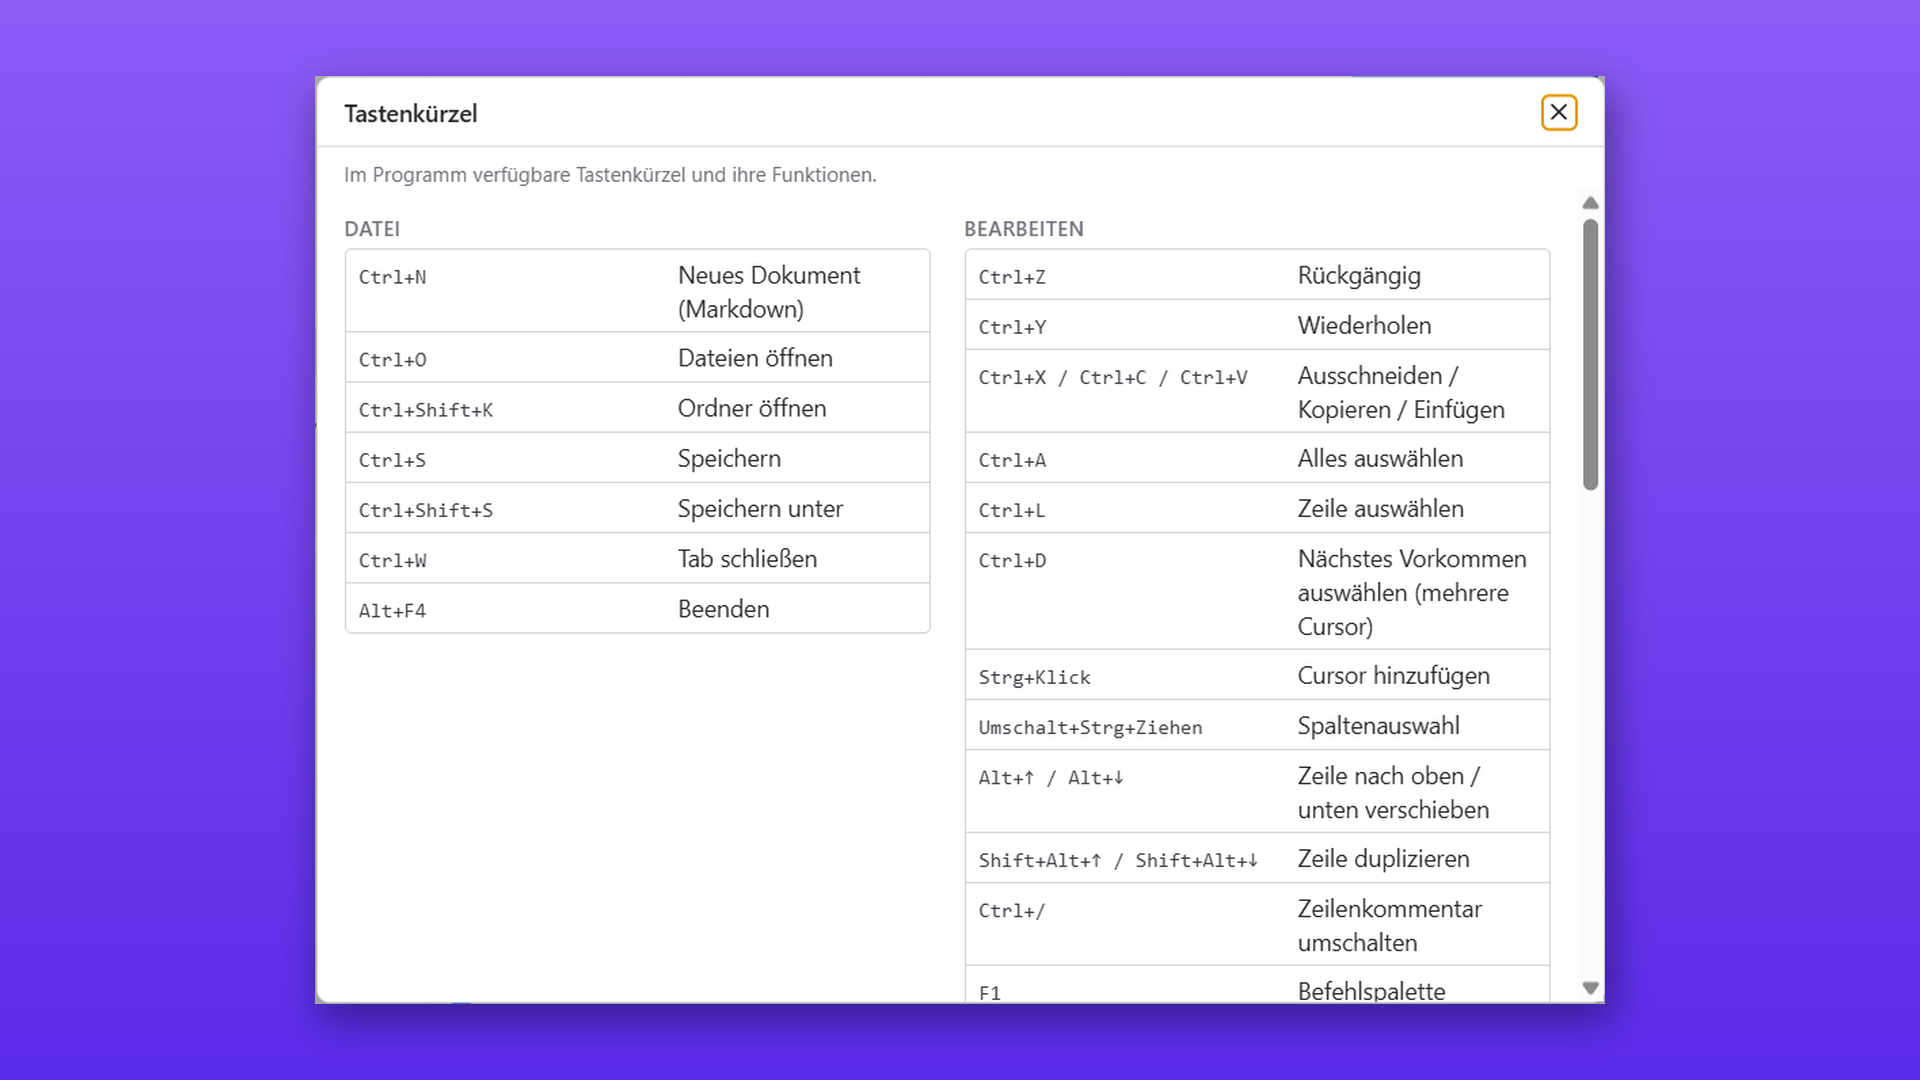 Tastenkürzel
Im Programm verfügbare Tastenkürzel und ihre Funktionen.
DATEI
Ctrl+N Neues Dokument
(Markdown)
Ctrl+O Dateien öffnen
Ctrl+Shift+K Ordner öffnen
Ctrl+S Speichern
Ctrl+Shift+S Speichern unter
Ctrl+W Tab schließen
Alt+F4 Beenden
BEARBEITEN
Ctrl+Z Rückgängig
Ctrl+Y Wiederholen
Ctrl+X / Ctrl+C / Ctrl+V Ausschneiden /
Kopieren / Einfügen
Ctrl+A Alles auswählen
Ctrl+L Zeile auswählen
Ctrl+D Nächstes Vorkommen
auswählen (mehrere
Cursor)
Strg+Klick Cursor hinzufügen
Umschalt+Strg+Ziehen Spaltenauswahl
Alt+↑ / Alt+↓ Zeile nach oben /
unten verschieben
Shift+Alt+↑ / Shift+Alt+↓ Zeile duplizieren
Ctrl+/ Zeilenkommentar
umschalten
F1 Befehlspalette